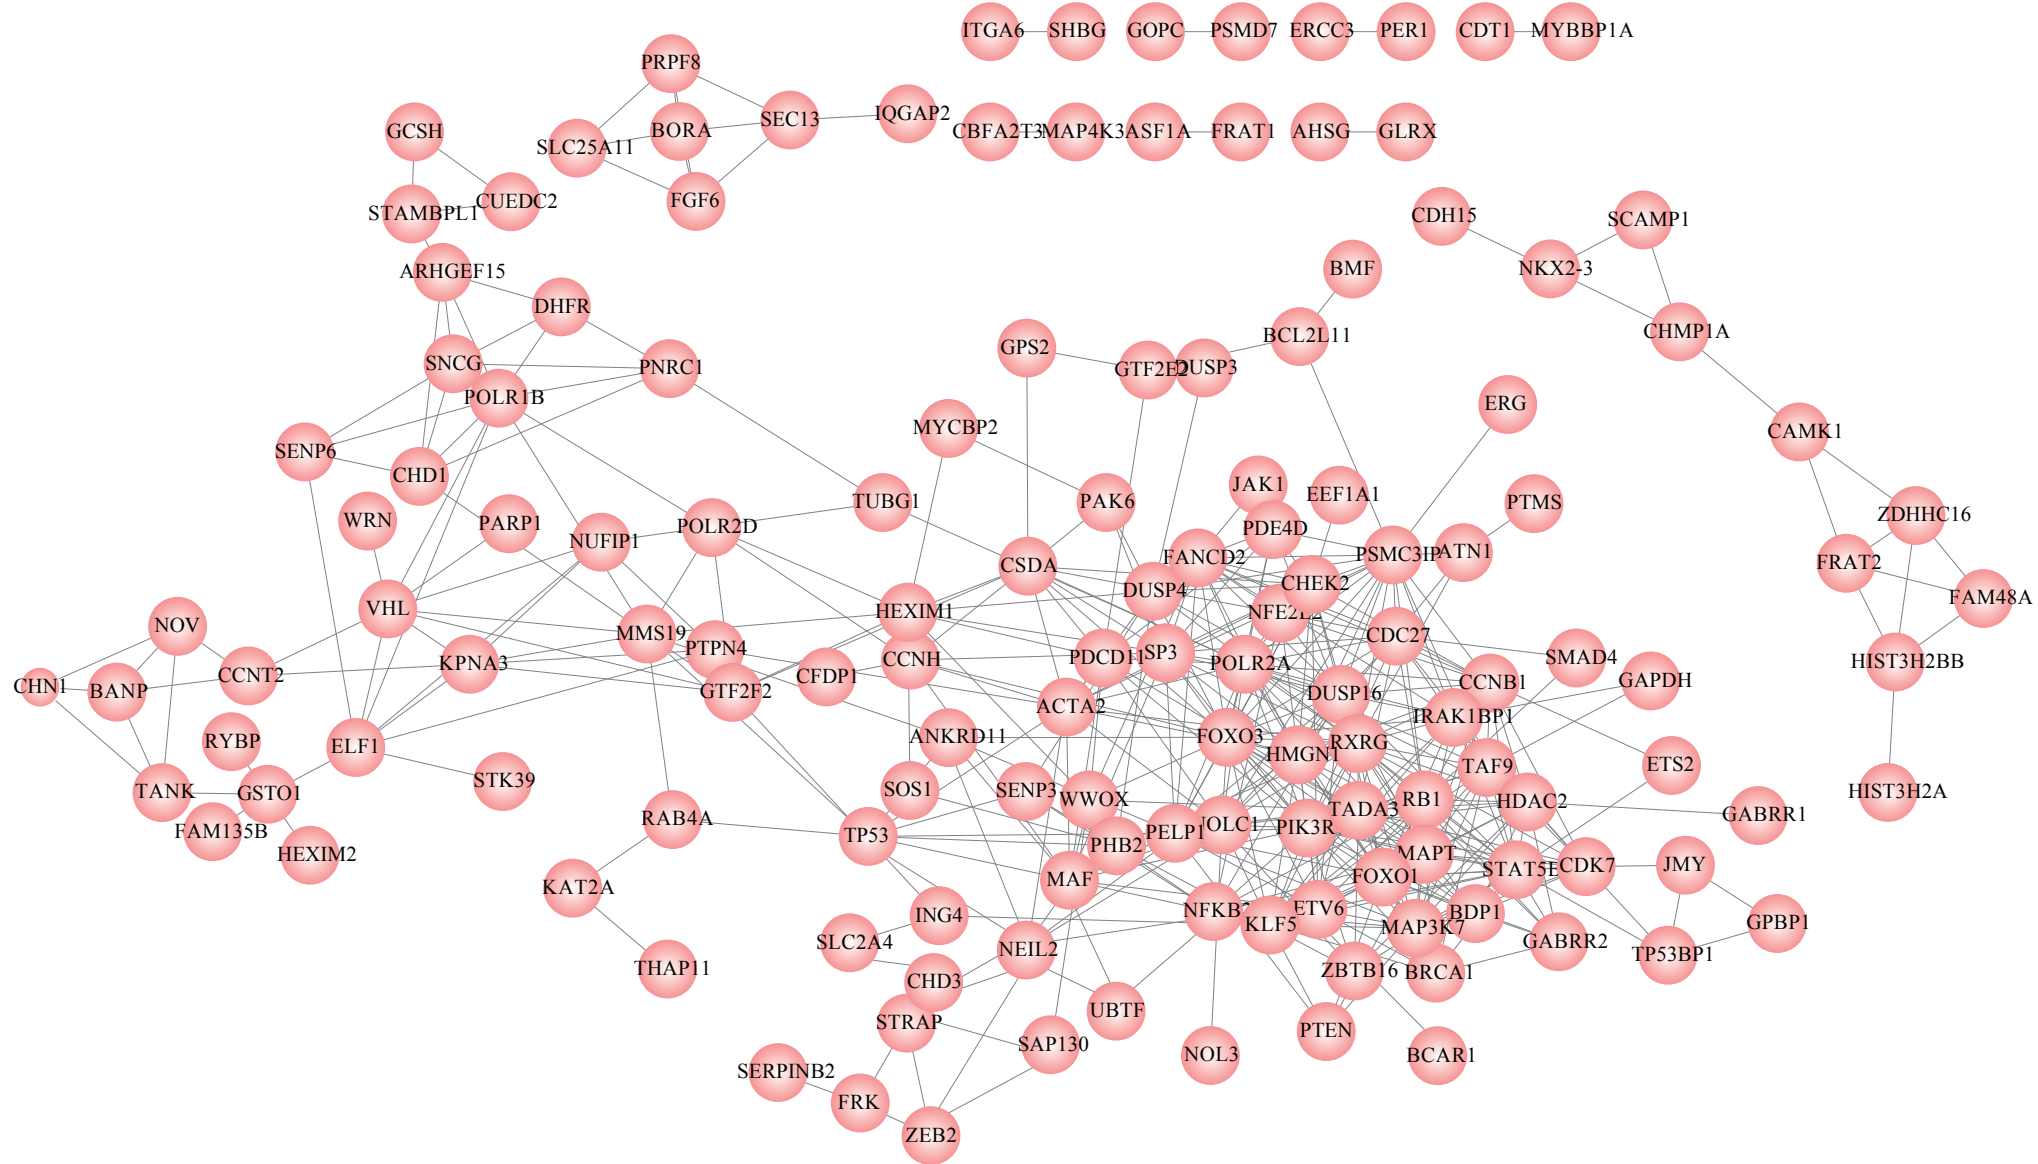 ITGA6
SHBG
GOPC
PSMD7
ERCC3
PER1
CDT1
MYBBP1A
PRPF8
IQGAP2
SEC13
BORA
SLC25A11
FGF6
GCSH
CBFA2T3
MAP4K3
ASF1A
FRAT1
AHSG
GLRX
STAMBPL1
CUEDC2
CDH15
SCAMP1
ARHGEF15
NKX2-3
BMF
DHFR
CHMP1A
BCL2L11
GPS2
SNCG
PNRC1
GTF2E2
DUSP3
POLR1B
ERG
MYCBP2
CAMK1
SENP6
CHD1
JAK1
EEF1A1
TUBG1
PAK6
PTMS
ZDHHC16
WRN
PARP1
POLR2D
PDE4D
NUFIP1
FANCD2
PSMC3IP
ATN1
CSDA
FRAT2
CHEK2
DUSP4
FAM48A
VHL
HEXIM1
NOV
MMS19
CDC27
PTPN4
SP3
PDCD11
POLR2A
SMAD4
KPNA3
CCNH
HIST3H2BB
CHN1
BANP
CCNT2
CFDP1
CCNB1
GAPDH
GTF2F2
DUSP16
ACTA2
IRAK1BP1
RYBP
ELF1
ANKRD11
FOXO3
HMGN1
RXRG
TAF9
ETS2
STK39
TANK
GSTO1
SOS1
SENP3
WWOX
RB1
HDAC2
HIST3H2A
TADA3
FAM135B
RAB4A
TP53
PHB2
PELP1
PIK3R
GABRR1
HEXIM2
MAPT
KAT2A
MAF
FOXO1
CDK7
JMY
ING4
ETV6
KLF5
BDP1
MAP3K7
GPBP1
SLC2A4
NEIL2
GABRR2
TP53BP1
THAP11
CHD3
ZBTB16
BRCA1
STRAP
UBTF
PTEN
SAP130
NOL3
BCAR1
SERPINB2
FRK
ZEB2